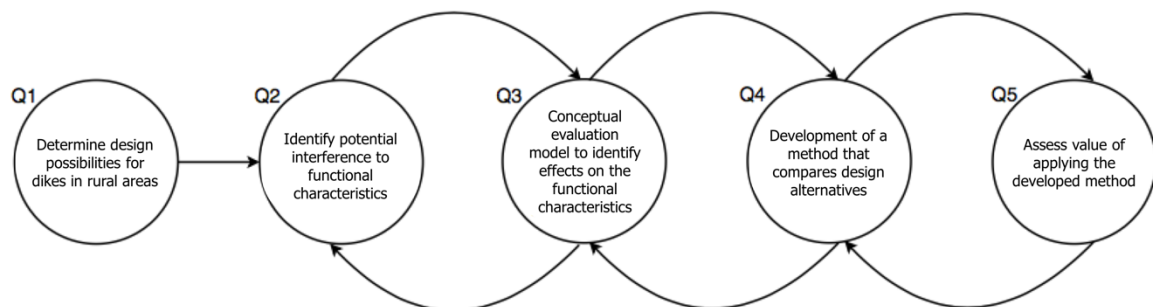 Q1
Determine design
possibilities for
dikes in rural areas
Q2
Identify potential
interference to
functional
characteristics
Q3
Conceptual
evaluation
model to identify
effects on the
functional
characteristics
Q4
Development of a
method that
compares design
alternatives
Q5
Assess value of
applying the
developed method